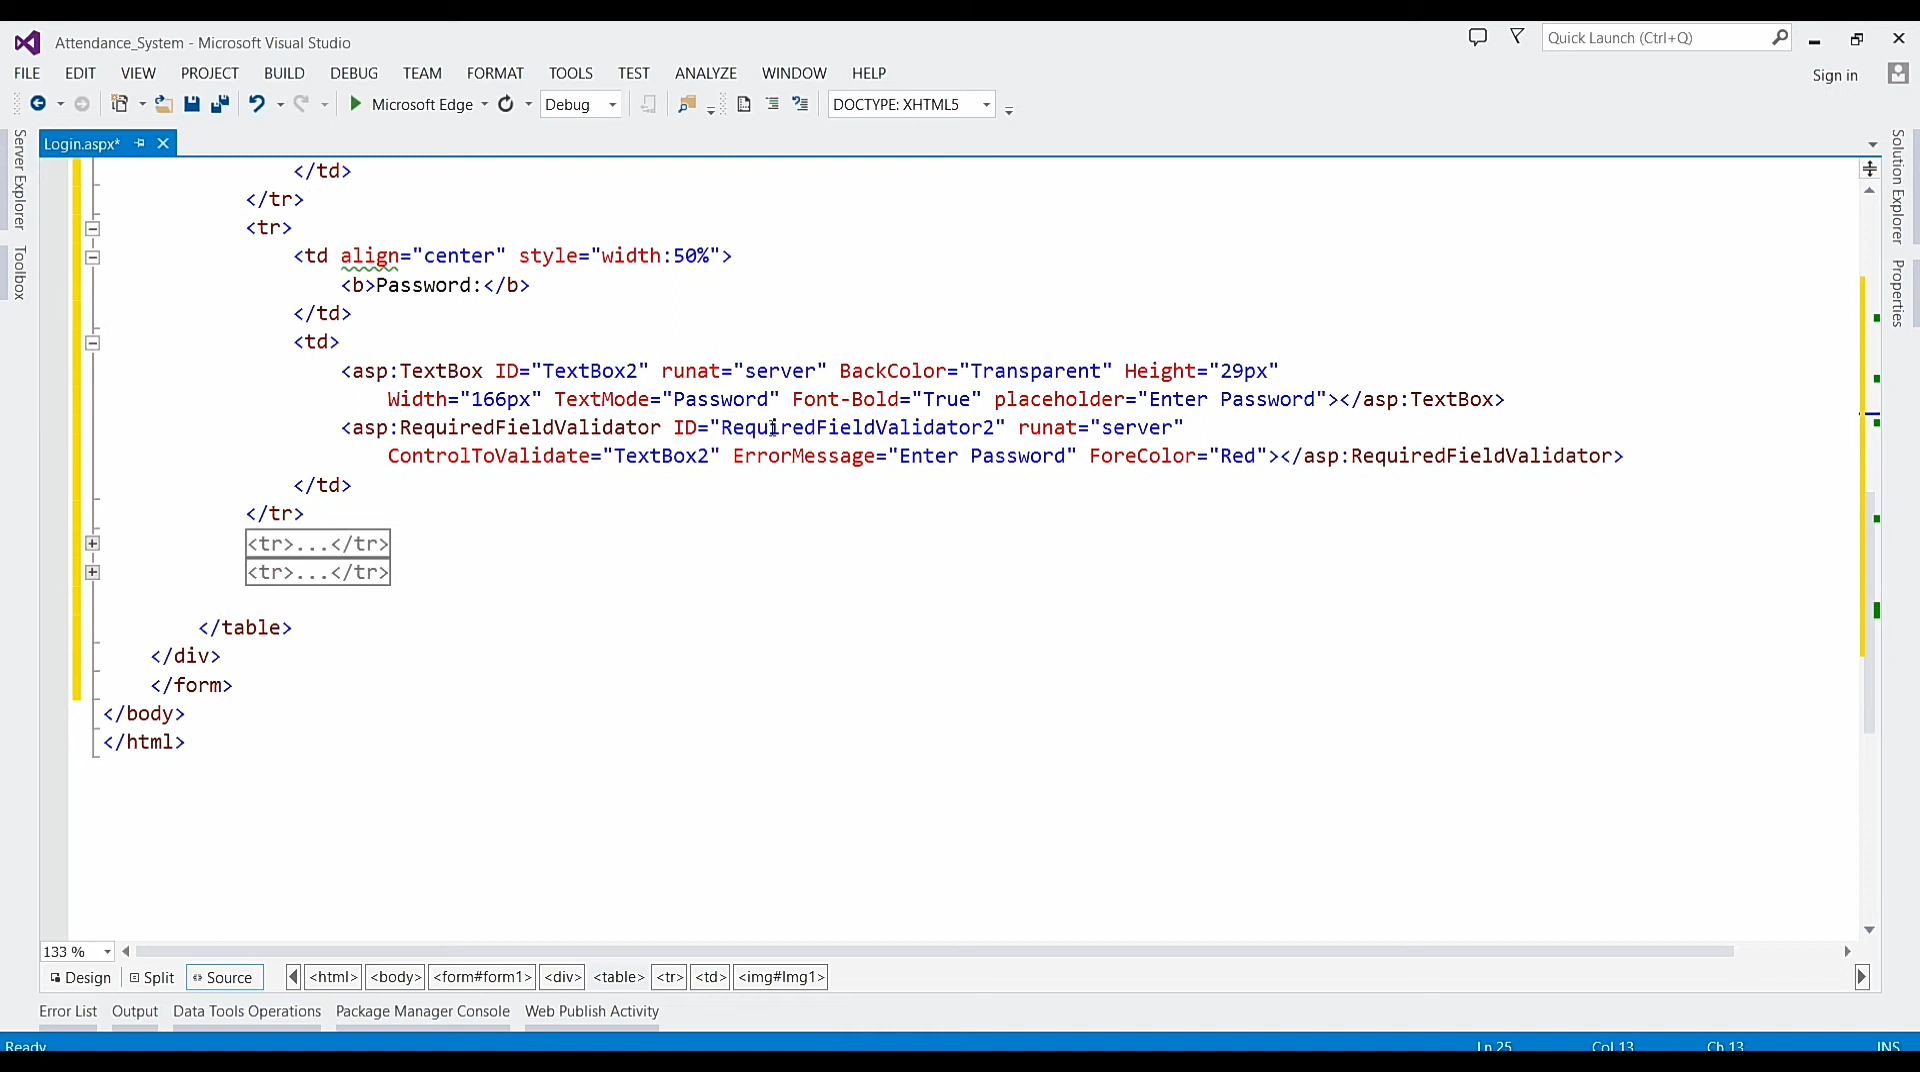 Attendance_System - Microsoft Visual Studio
Quick Launch (Ctrl+Q)
FILE EDIT VIEW PROJECT BUILD DEBUG TEAM FORMAT TOOLS TEST ANALYZE WINDOW HELP
Sign in
Microsoft Edge Debug DOCTYPE: XHTML5
Server Explorer
Toolbox
Solution Explorer
Properties
Login.aspx*
</td>
</tr>
<tr>
<td align="center" style="width:50%">
<b>Password:</b>
</td>
<td>
<asp:TextBox ID="TextBox2" runat="server" BackColor="Transparent" Height="29px"
Width="166px" TextMode="Password" Font-Bold="True" placeholder="Enter Password"></asp:TextBox>
<asp:RequiredFieldValidator ID="RequiredFieldValidator2" runat="server"
ControlToValidate="TextBox2" ErrorMessage="Enter Password" ForeColor="Red"></asp:RequiredFieldValidator>
</td>
</tr>
<tr>...</tr>
<tr>...</tr>
</table>
</div>
</form>
</body>
</html>
133 %
Design Split Source <html> <body> <form#form1> <div> <table> <tr> <td> <img#Img1>
Error List Output Data Tools Operations Package Manager Console Web Publish Activity
Ready Ln 25 Col 13 Ch 13 INS